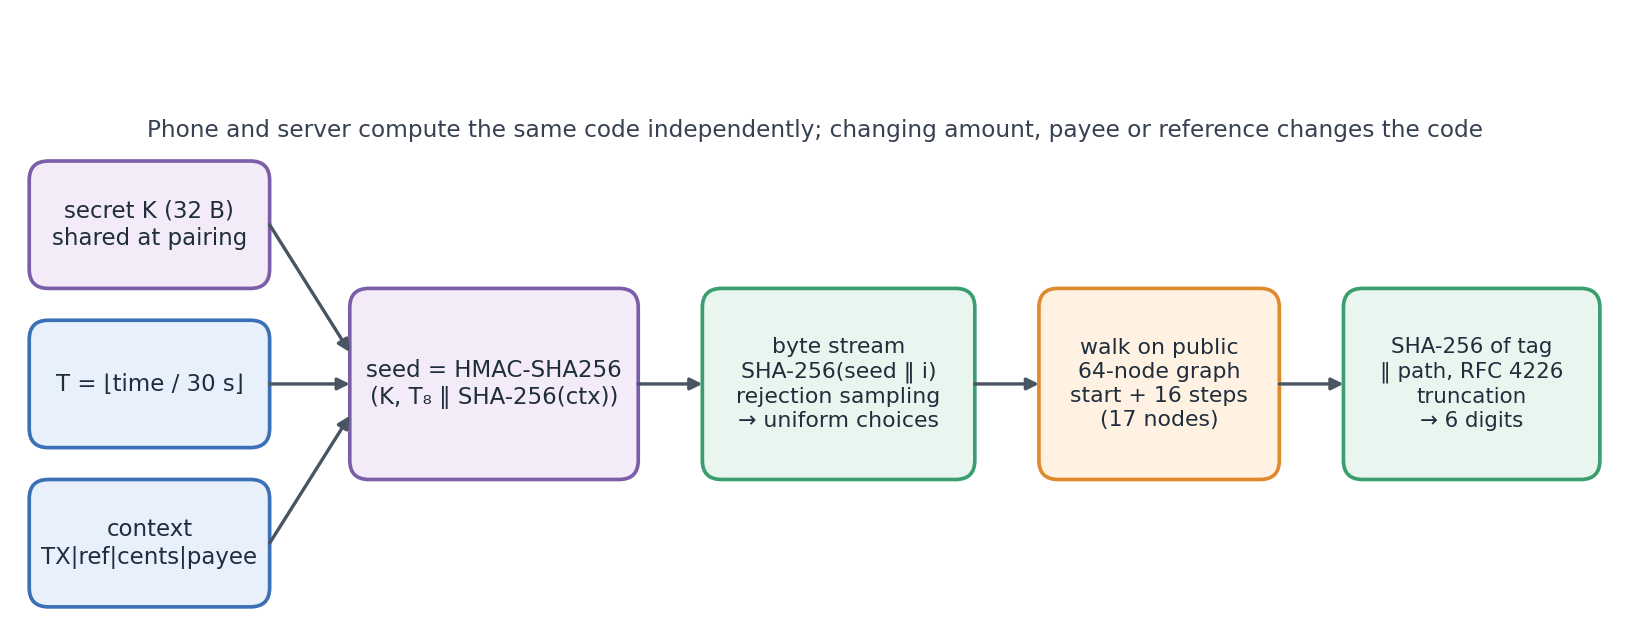 Phone and server compute the same code independently; changing amount, payee or reference changes the code
secret K (32 B)
shared at pairing
T = ⌊time / 30 s⌋
context
TX|ref|cents|payee
seed = HMAC-SHA256
(K, T₈ ‖ SHA-256(ctx))
byte stream
SHA-256(seed ‖ i)
rejection sampling
→ uniform choices
walk on public
64-node graph
start + 16 steps
(17 nodes)
SHA-256 of tag
‖ path, RFC 4226
truncation
→ 6 digits